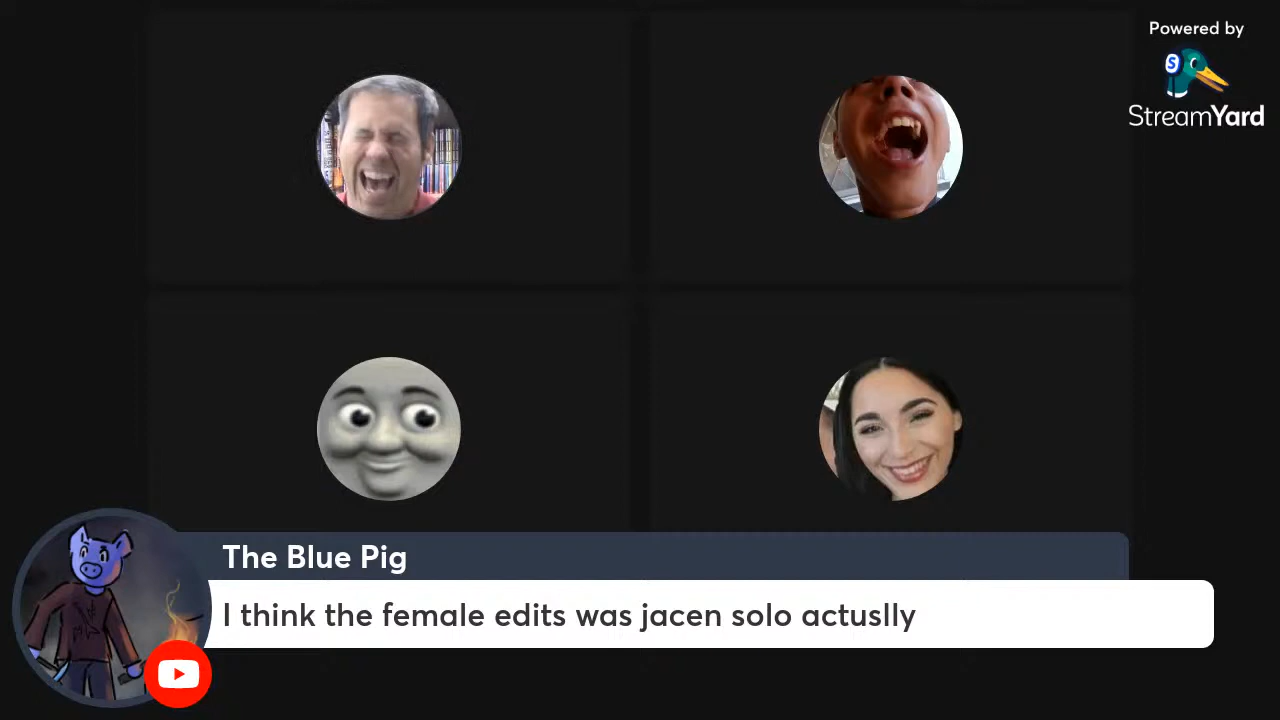 Powered by
StreamYard
The Blue Pig
I think the female edits was jacen solo actuslly